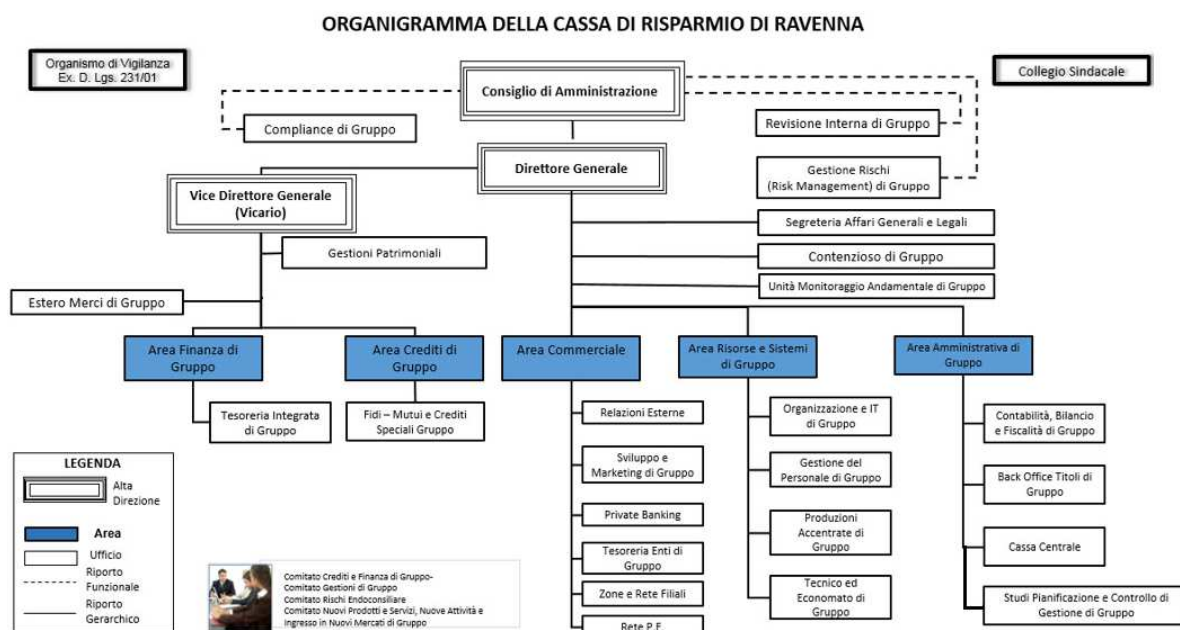 ORGANIGRAMMA DELLA CASSA DI RISPARMIO DI RAVENNA
Organismo di Vigilanza
Ex. D. Lgs. 231/01
Collegio Sindacale
Consiglio di Amministrazione
Compliance di Gruppo
Revisione Interna di Gruppo
Direttore Generale
Gestione Rischi
(Risk Management) di Gruppo
Vice Direttore Generale
(Vicario)
Segreteria Affari Generali e Legali
Gestioni Patrimoniali
Contenzioso di Gruppo
Unità Monitoraggio Andamentale di Gruppo
Estero Merci di Gruppo
Area Finanza di
Gruppo
Area Crediti di
Gruppo
Area Commerciale
Area Risorse e Sistemi
di Gruppo
Area Amministrativa di
Gruppo
Tesoreria Integrata
di Gruppo
Fidi – Mutui e Crediti
Speciali Gruppo
Relazioni Esterne
Sviluppo e
Marketing di Gruppo
Private Banking
Tesoreria Enti di
Gruppo
Zone e Rete Filiali
Rete P.F.
Organizzazione e IT
di Gruppo
Gestione del
Personale di Gruppo
Produzioni
Accentrate di
Gruppo
Tecnico ed
Economato di
Gruppo
Contabilità, Bilancio
e Fiscalità di Gruppo
Back Office Titoli di
Gruppo
Cassa Centrale
Studi Pianificazione e Controllo di
Gestione di Gruppo
LEGENDA
Alta
Direzione
Area
Ufficio
Riporto
Funzionale
Riporto
Gerarchico
Comitato Crediti e Finanza di Gruppo-
Comitato Gestioni di Gruppo
Comitato Rischi Endoconsiliare
Comitato Nuovi Prodotti e Servizi, Nuove Attività e
Ingresso in Nuovi Mercati di Gruppo